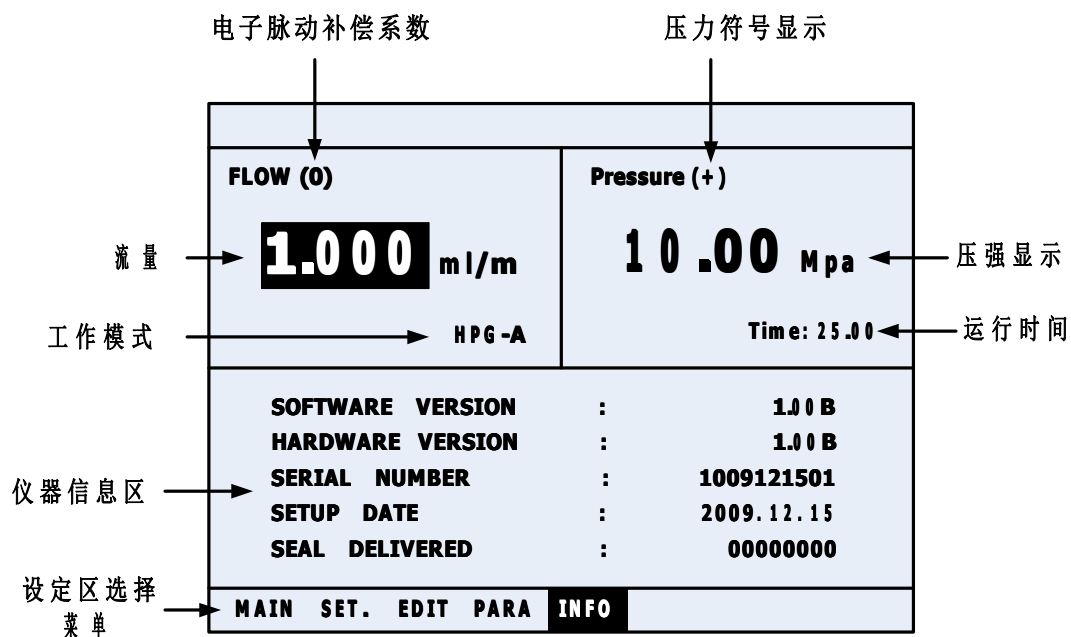 电子脉动补偿系数
压力符号显示
FLOW (0)
Pressure (+)
流量
1.000 ml/m
10.00 Mpa
压强显示
工作模式
HPG-A
Time: 25.00
运行时间
SOFTWARE VERSION : 1.00B
HARDWARE VERSION : 1.00B
仪器信息区
SERIAL NUMBER : 1009121501
SETUP DATE : 2009.12.15
SEAL DELIVERED : 00000000
设定区选择
菜单
MAIN SET. EDIT PARA INFO